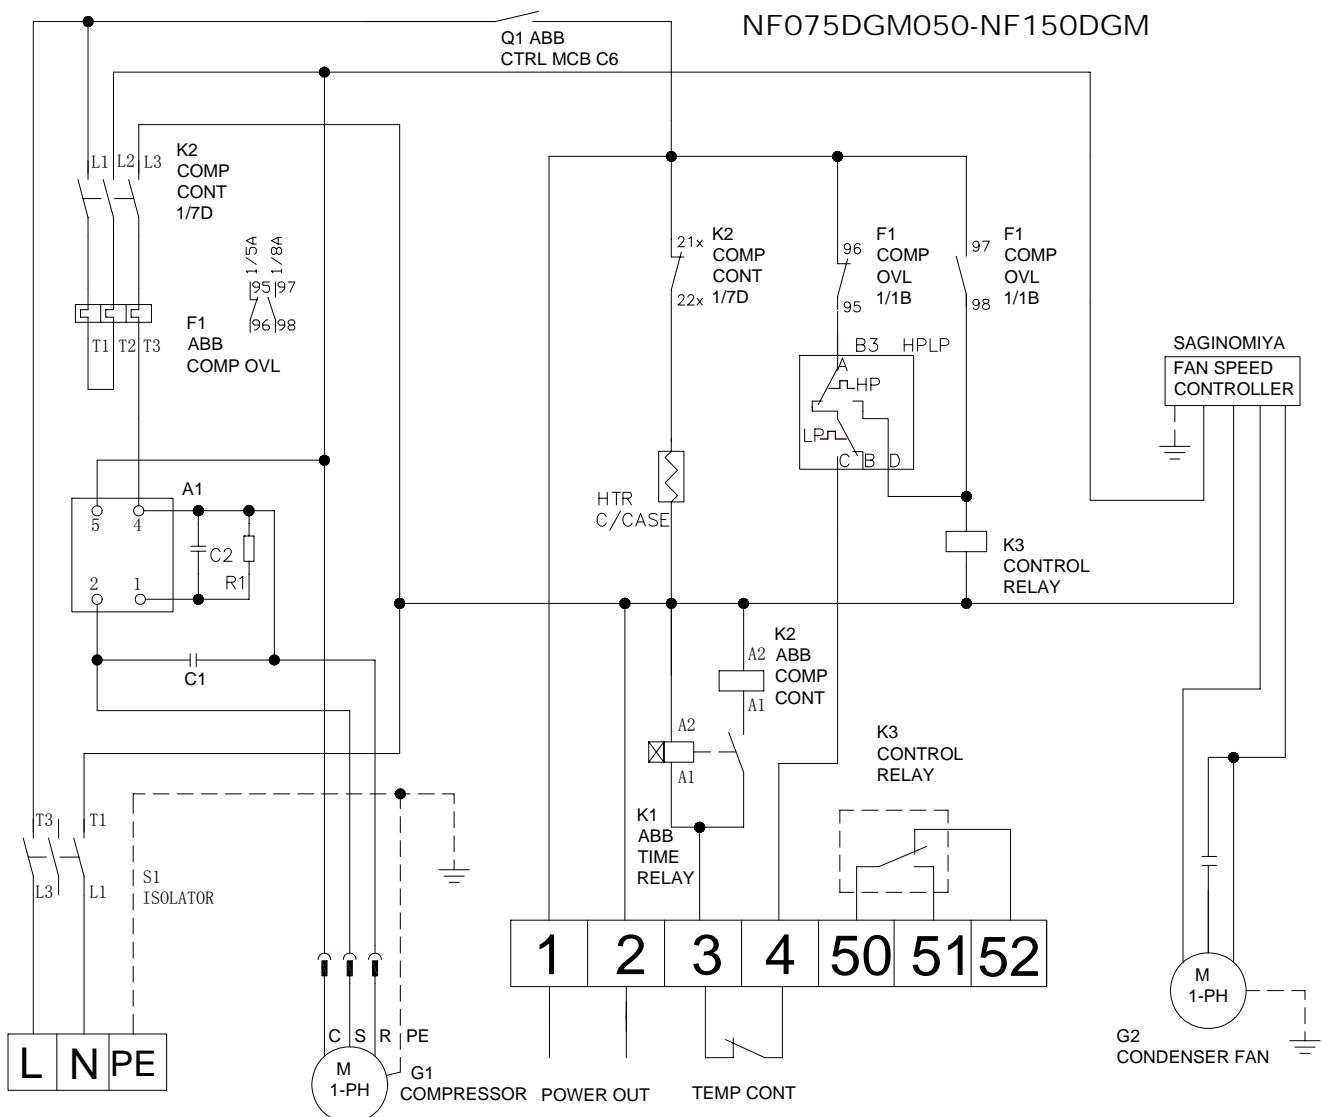 NF075DGM050-NF150DGM
Q1 ABB
CTRL MCB C6
L1
L2
L3
K2
COMP
CONT
1/7D
1/5A
1/8A
95
97
96
98
F1
ABB
COMP OVL
T1
T2
T3
21x
22x
K2
COMP
CONT
1/7D
96
95
F1
COMP
OVL
1/1B
97
98
F1
COMP
OVL
1/1B
B3 HPLP
A
HP
LP
C
B
D
SAGINOMIYA
FAN SPEED
CONTROLLER
HTR
C/CASE
K3
CONTROL
RELAY
A1
5
4
2
1
C2
R1
C1
K2
ABB
COMP
CONT
A2
A1
A2
A1
K1
ABB
TIME
RELAY
K3
CONTROL
RELAY
T3
T1
L3
L1
S1
ISOLATOR
1
2
3
4
50
51
52
L
N
PE
C
S
R
PE
M
1-PH
G1
COMPRESSOR
POWER OUT
TEMP CONT
M
1-PH
G2
CONDENSER FAN